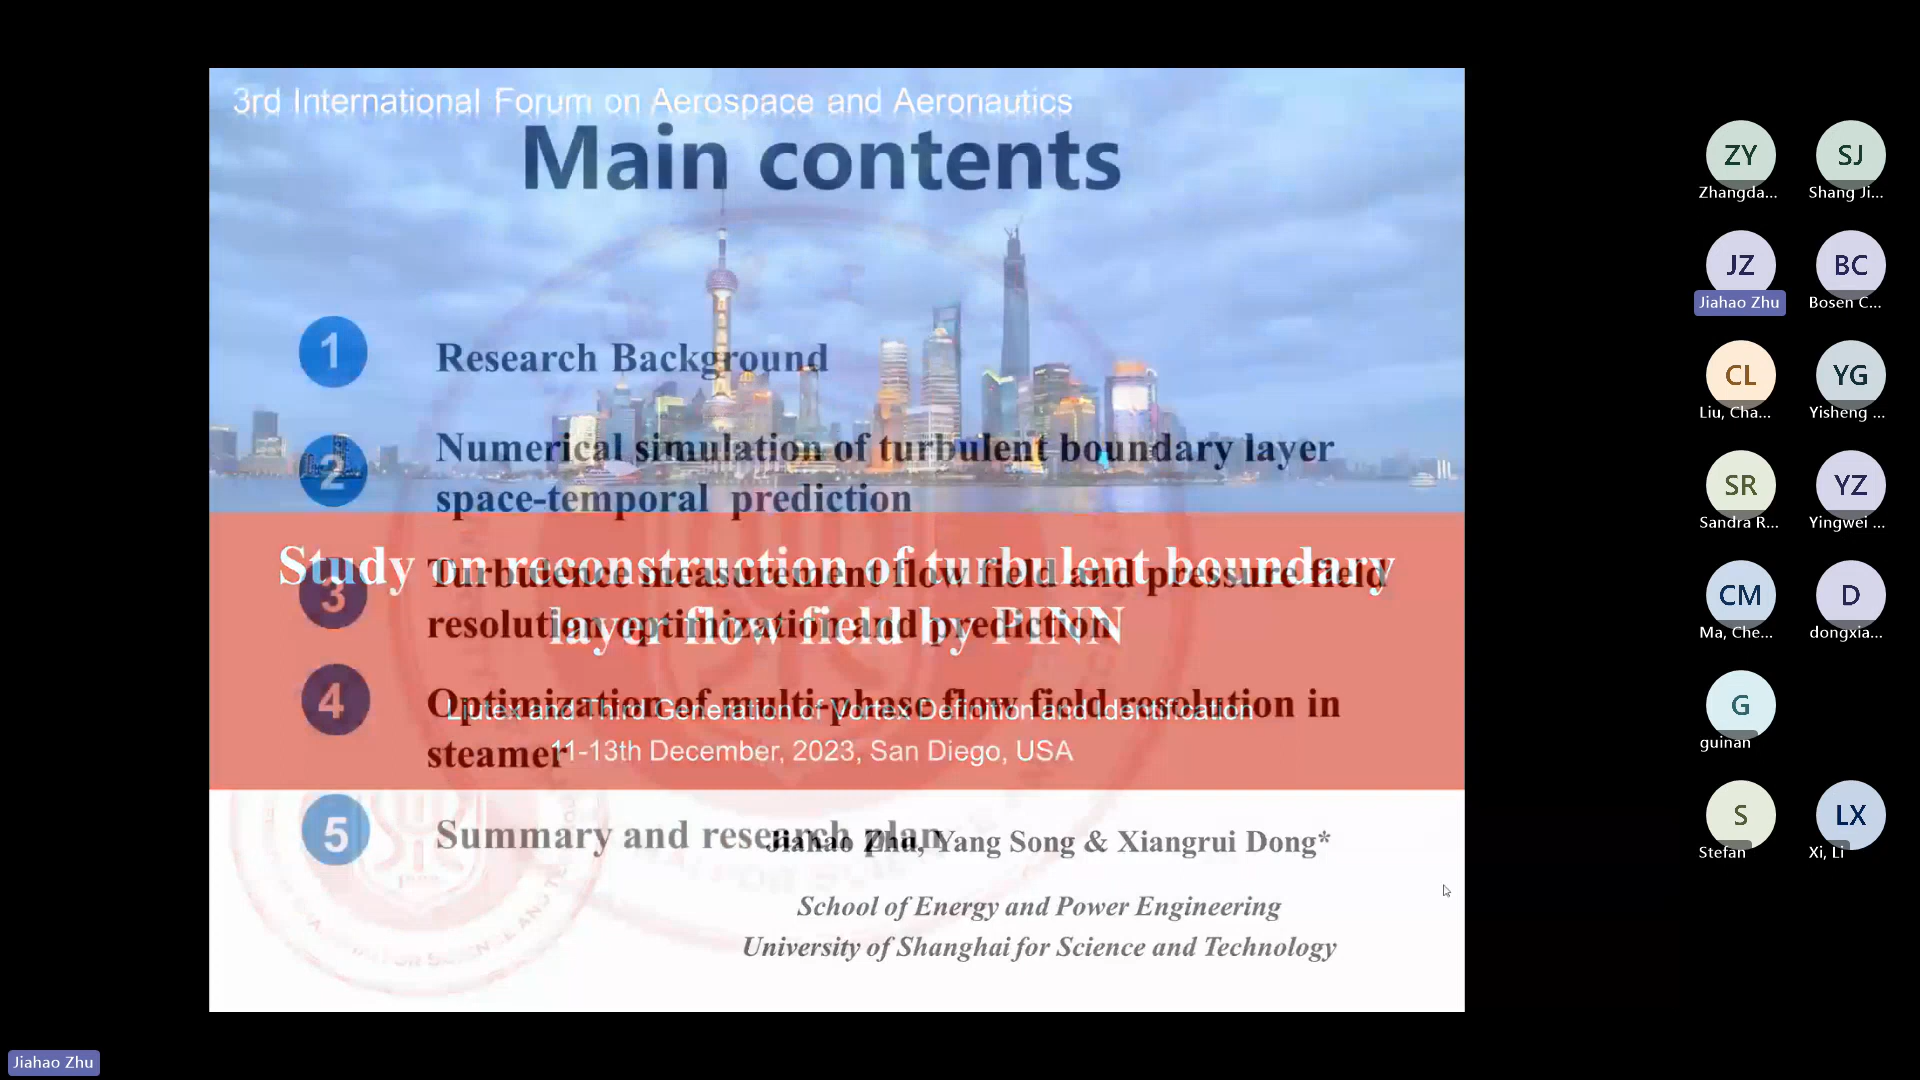 3rd International Forum on Aerospace and Aeronautics
Main contents
1
Research Background
2
Numerical simulation of turbulent boundary layer
space-temporal prediction
Study on reconstruction of turbulent boundary
layer flow field by PINN
3
Turbulence measurement flow field and pressure field
resolution optimization and prediction
4
Optimization of multi-phase flow field resolution in
steamer
Liutex and Third Generation of Vortex Definition and Identification
11-13th December, 2023, San Diego, USA
5
Summary and research plan
Jiahao Zhu, Yang Song & Xiangrui Dong*
School of Energy and Power Engineering
University of Shanghai for Science and Technology
ZY
Zhangda...
SJ
Shang Ji...
JZ
Jiahao Zhu
BC
Bosen C...
CL
Liu, Cha...
YG
Yisheng ...
SR
Sandra R...
YZ
Yingwei ...
CM
Ma, Che...
D
dongxia...
G
guinan
S
Stefan
LX
Xi, Li
Jiahao Zhu